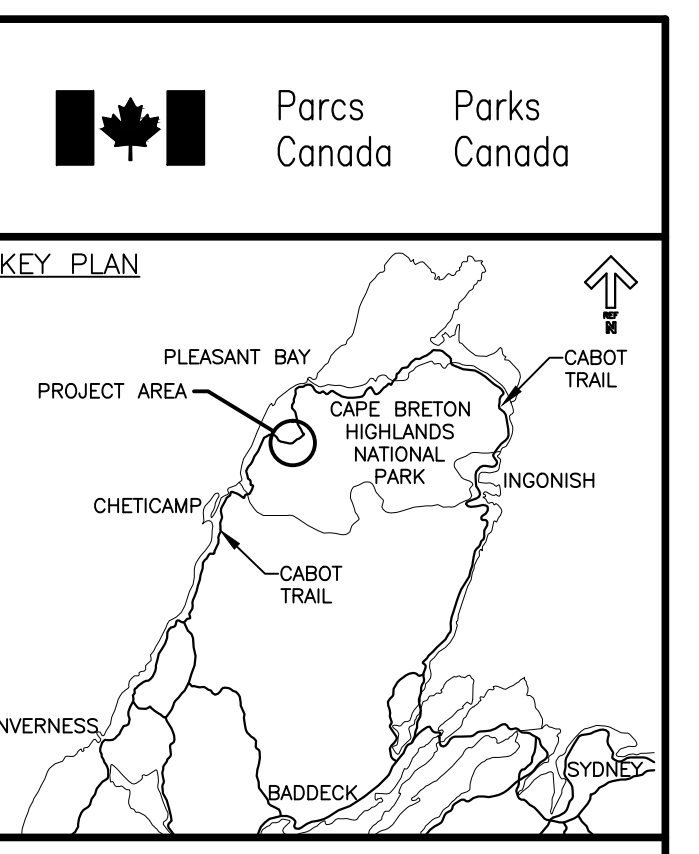 Parcs
Canada
Parks
Canada
KEY PLAN
REF
N
PLEASANT BAY
CABOT
TRAIL
PROJECT AREA
CAPE BRETON
HIGHLANDS
NATIONAL
PARK
INGONISH
CHETICAMP
CABOT
TRAIL
NVERNESS
SYDNEY
BADDECK